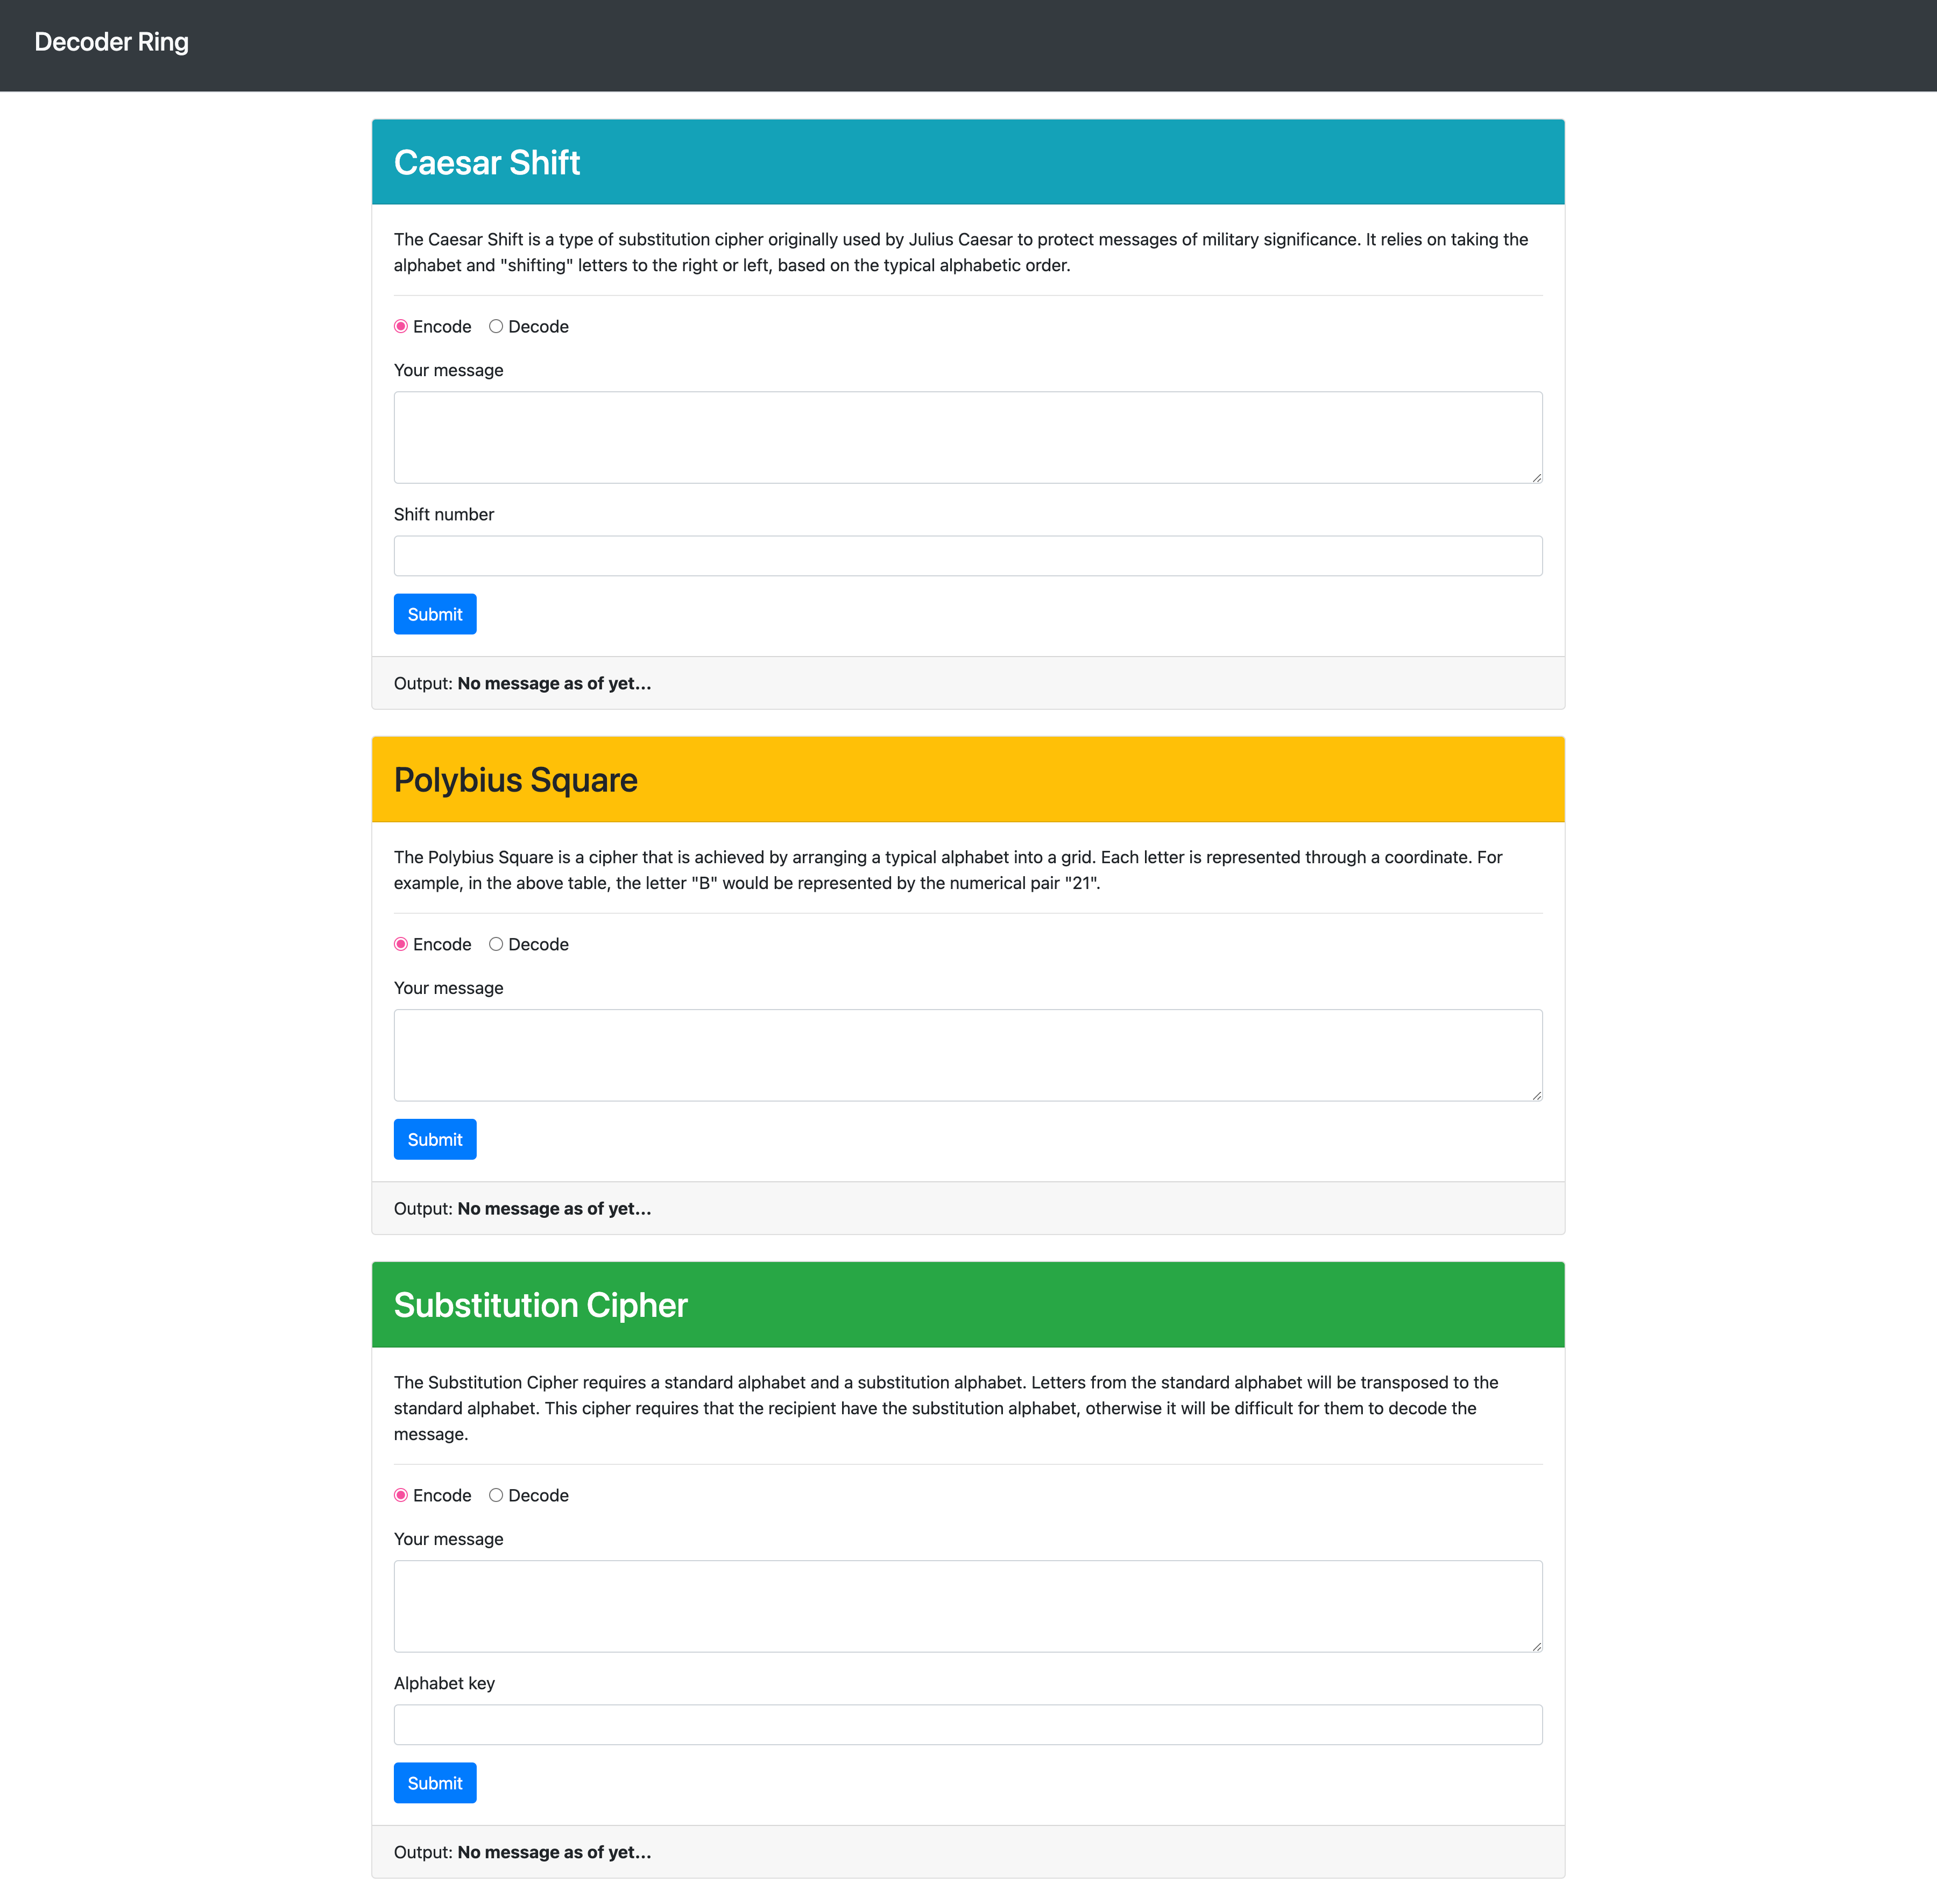 Decoder Ring
Caesar Shift
The Caesar Shift is a type of substitution cipher originally used by Julius Caesar to protect messages of military significance. It relies on taking the
alphabet and "shifting" letters to the right or left, based on the typical alphabetic order.
Encode Decode
Your message
Shift number
Submit
Output: No message as of yet...
Polybius Square
The Polybius Square is a cipher that is achieved by arranging a typical alphabet into a grid. Each letter is represented through a coordinate. For
example, in the above table, the letter "B" would be represented by the numerical pair "21".
Encode Decode
Your message
Submit
Output: No message as of yet...
Substitution Cipher
The Substitution Cipher requires a standard alphabet and a substitution alphabet. Letters from the standard alphabet will be transposed to the
standard alphabet. This cipher requires that the recipient have the substitution alphabet, otherwise it will be difficult for them to decode the
message.
Encode Decode
Your message
Alphabet key
Submit
Output: No message as of yet...